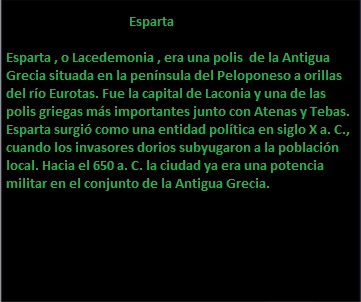 Esparta
Esparta , o Lacedemonia , era una polis de la Antigua
Grecia situada en la península del Peloponeso a orillas
del río Eurotas. Fue la capital de Laconia y una de las
polis griegas más importantes junto con Atenas y Tebas.
Esparta surgió como una entidad política en siglo X a. C.,
cuando los invasores dorios subyugaron a la población
local. Hacia el 650 a. C. la ciudad ya era una potencia
militar en el conjunto de la Antigua Grecia.